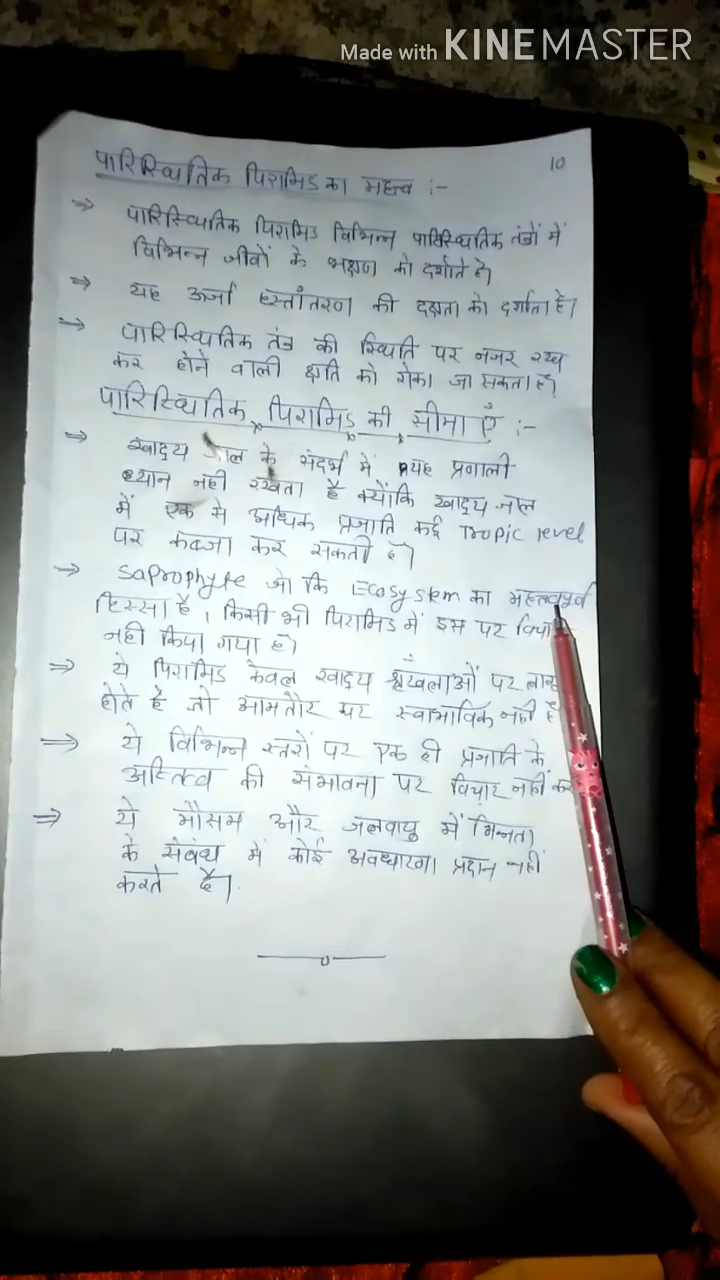 Made with KINEMASTER
10
पारिस्थितिक पिरामिड का महत्व :-
⇒ पारिस्थितिक पिरामिड विभिन्न पारिस्थितिक तंत्रों में
विभिन्न जीवों के भक्षण को दर्शाते है।
⇒ यह ऊर्जा हस्तांतरण की दक्षता को दर्शाता है।
⇒ पारिस्थितिक तंत्र की स्थिति पर नजर रख
कर होने वाली क्षति को रोका जा सकता है।
पारिस्थितिक पिरामिड की सीमाएँ :-
⇒ खाद्य जाल के संदर्भ में यह प्रणाली
ध्यान नही रखता है क्योंकि खाद्य जाल
में एक से अधिक प्रजाति कई Tropic level
पर कब्जा कर सकती है।
⇒ Saprophyte जो कि Ecosystem का महत्वपूर्ण
हिस्सा है, किसी भी पिरामिड में इस पर
नही किया गया है।
⇒ ये पिरामिड केवल खाद्य श्रृंखलाओं पर
होते है जो आमतौर पर स्वाभाविक नही है
⇒ ये विभिन्न स्तरों पर एक ही प्रजाति के
अस्तित्व की संभावना पर विचार नहीं
⇒ ये मौसम और जलवायु में भिन्नता
के संबंध में कोई अवधारणा प्रदान नहीं
करते है।